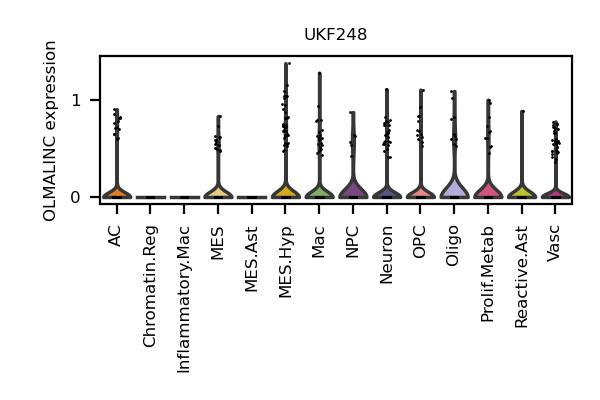 UKF248
OLMALINC expression
1
0
AC
Chromatin.Reg
Inflammatory.Mac
MES
MES.Ast
MES.Hyp
Mac
NPC
Neuron
OPC
Oligo
Prolif.Metab
Reactive.Ast
Vasc